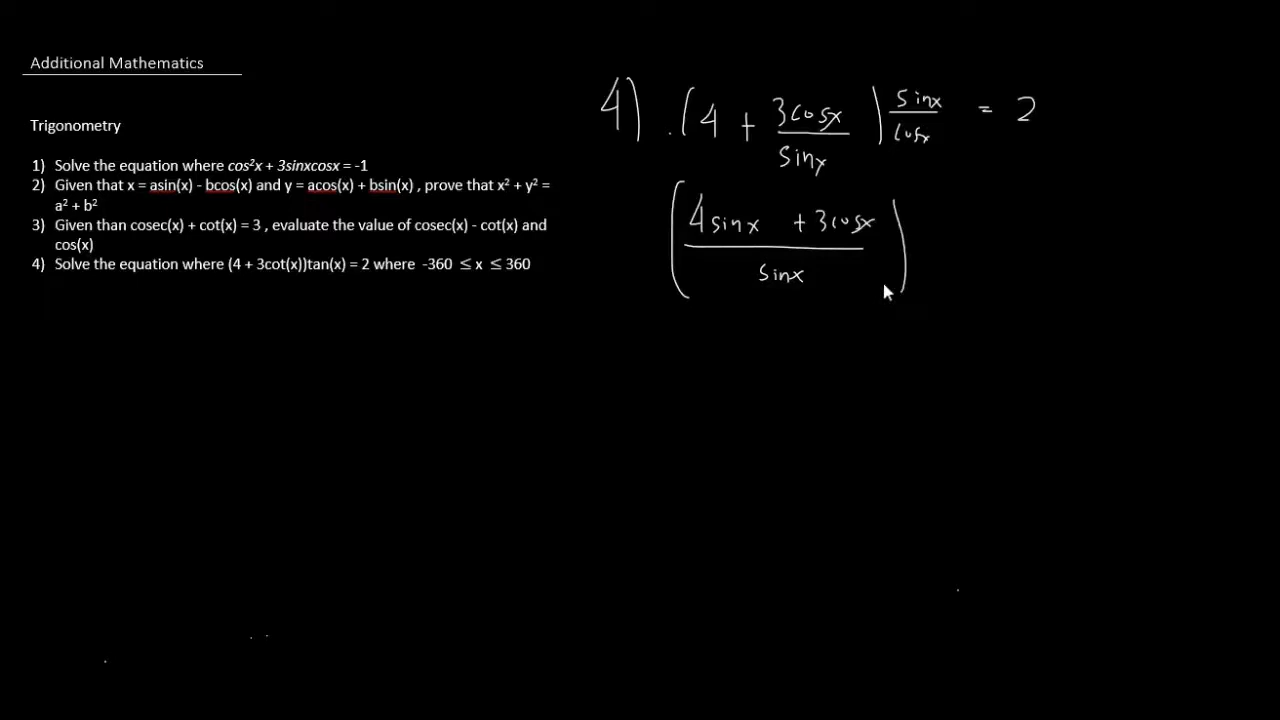 Additional Mathematics
Trigonometry
1) Solve the equation where cos²x + 3sinxcosx = -1
2) Given that x = asin(x) - bcos(x) and y = acos(x) + bsin(x) , prove that x² + y² =
a² + b²
3) Given than cosec(x) + cot(x) = 3 , evaluate the value of cosec(x) - cot(x) and
cos(x)
4) Solve the equation where (4 + 3cot(x))tan(x) = 2 where -360 ≤ x ≤ 360
4) . (4 + 3cosx/sinx) sinx/cosx = 2
(4sinx + 3cosx
sinx)